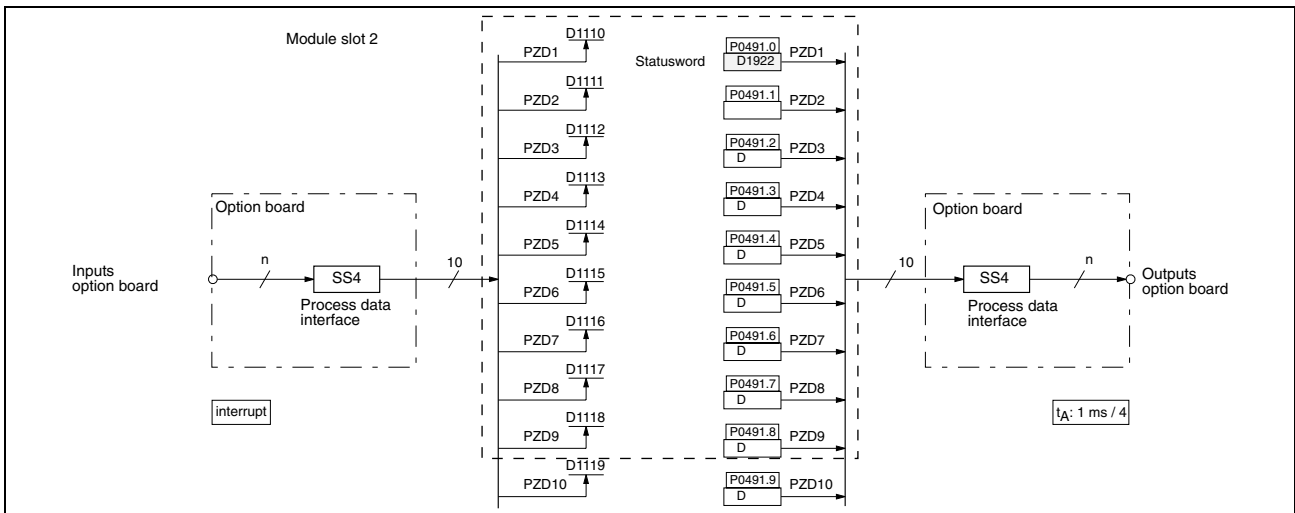 Module slot 2
D1110
PZD1
D1111
PZD2
D1112
PZD3
D1113
PZD4
D1114
PZD5
D1115
PZD6
D1116
PZD7
D1117
PZD8
D1118
PZD9
D1119
PZD10
Statusword
P0491.0
D1922
PZD1
P0491.1
PZD2
P0491.2
D
PZD3
P0491.3
D
PZD4
P0491.4
D
PZD5
P0491.5
D
PZD6
P0491.6
D
PZD7
P0491.7
D
PZD8
P0491.8
D
PZD9
P0491.9
D
PZD10
Option board
Inputs
option board
n
SS4
10
Process data
interface
interrupt
Option board
10
SS4
n
Process data
interface
Outputs
option board
tA: 1 ms / 4